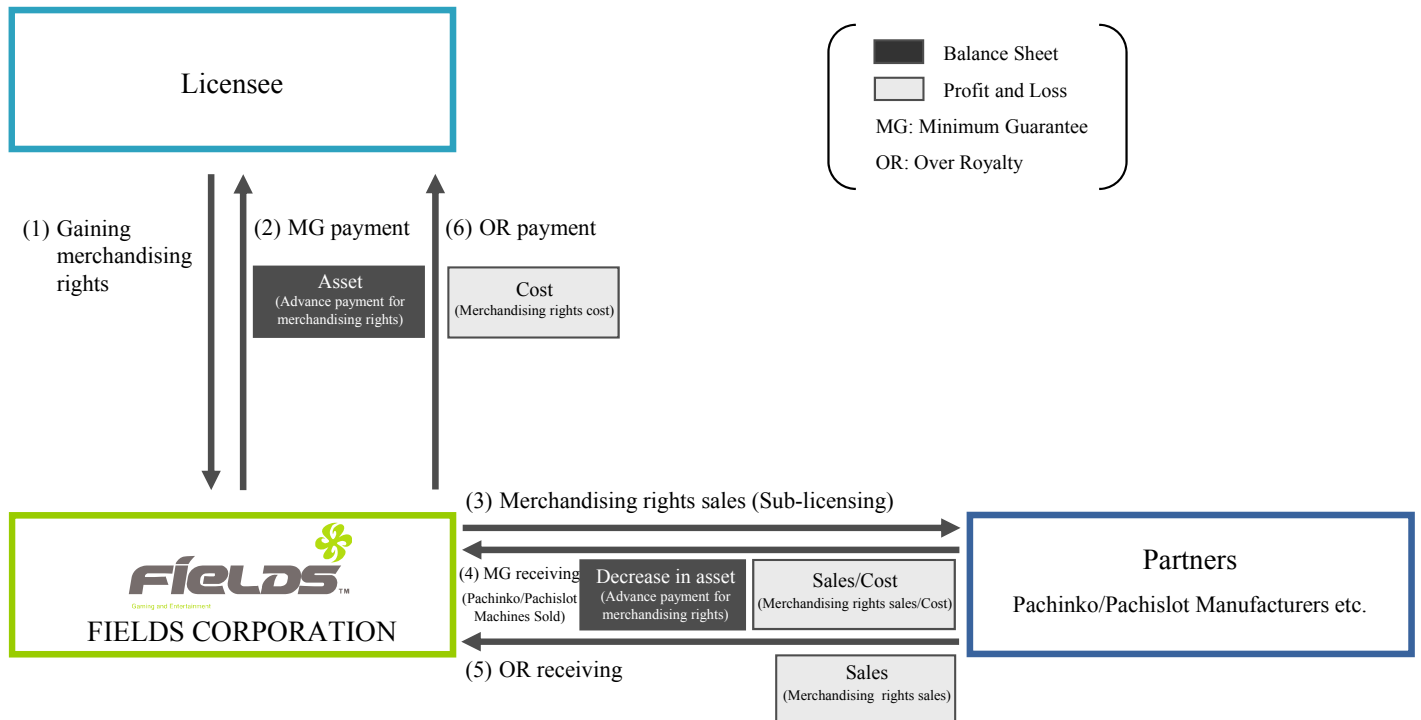 Licensee
Balance Sheet
Profit and Loss
MG: Minimum Guarantee
OR: Over Royalty
(1) Gaining
merchandising
rights
(2) MG payment
Asset
(Advance payment for
merchandising rights)
(6) OR payment
Cost
(Merchandising rights cost)
(3) Merchandising rights sales (Sub-licensing)
FIELDS™
Gaming and Entertainment
FIELDS CORPORATION
(4) MG receiving
(Pachinko/Pachislot
Machines Sold)
Decrease in asset
(Advance payment for
merchandising rights)
Sales/Cost
(Merchandising rights sales/Cost)
Partners
Pachinko/Pachislot Manufacturers etc.
(5) OR receiving
Sales
(Merchandising rights sales)